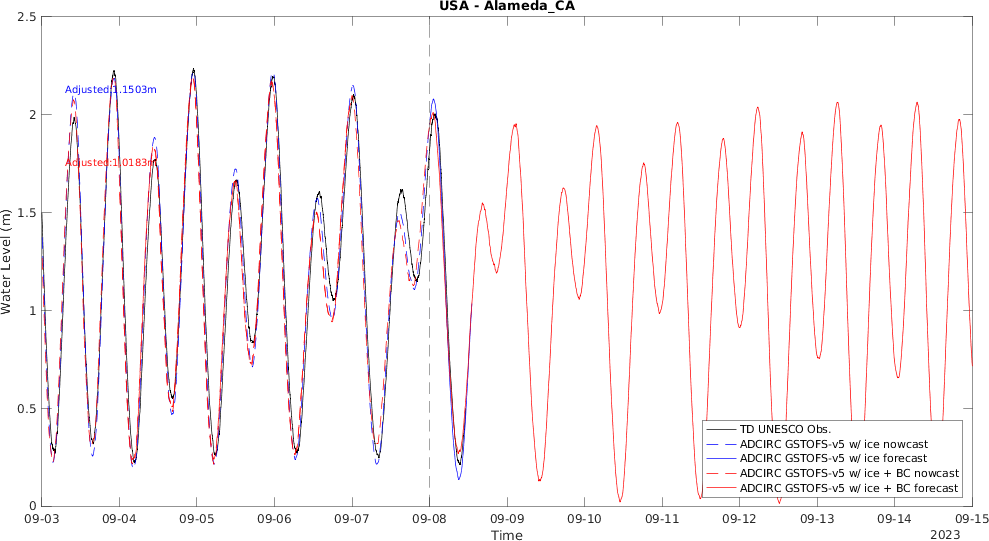 USA - Alameda_CA
2.5
2
1.5
1
0.5
0
Water Level (m)
Adjusted:1.1503m
Adjusted:1.0183m
TD UNESCO Obs.
ADCIRC GSTOFS-v5 w/ ice nowcast
ADCIRC GSTOFS-v5 w/ ice forecast
ADCIRC GSTOFS-v5 w/ ice + BC nowcast
ADCIRC GSTOFS-v5 w/ ice + BC forecast
09-03 09-04 09-05 09-06 09-07 09-08 09-09 09-10 09-11 09-12 09-13 09-14 09-15
Time
2023